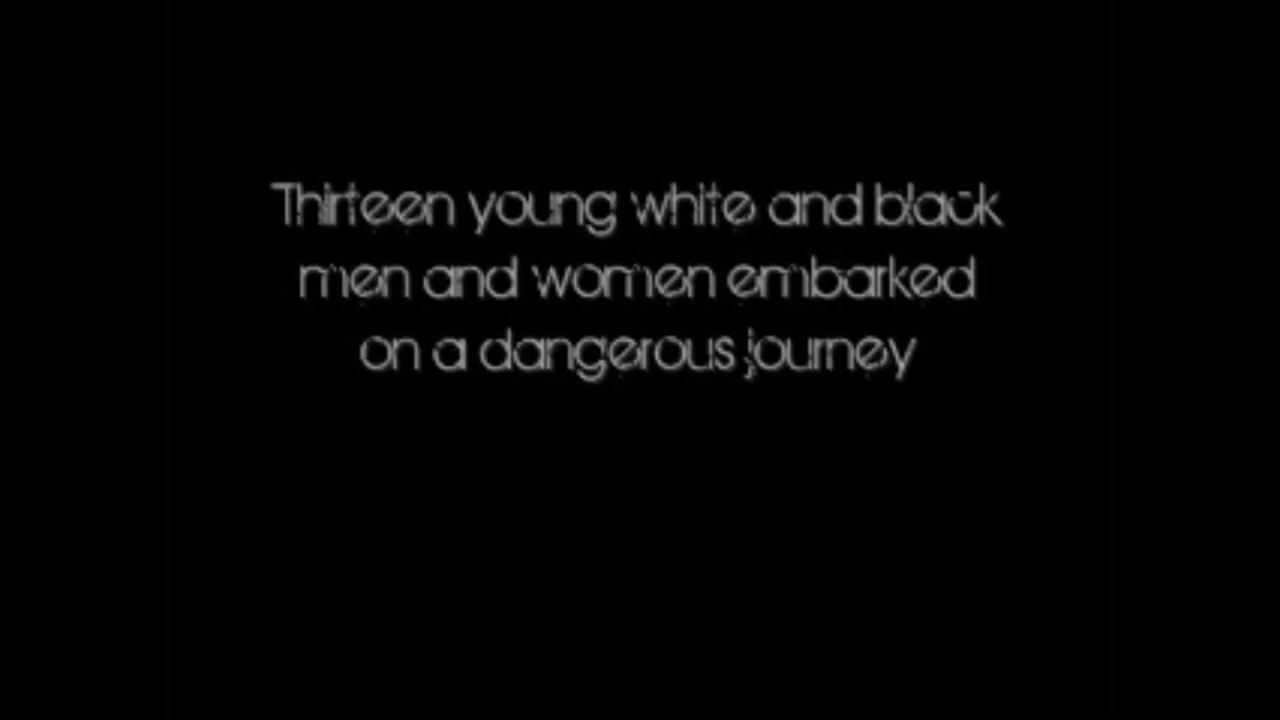 Thirteen young white and black
men and women embarked
on a dangerous journey